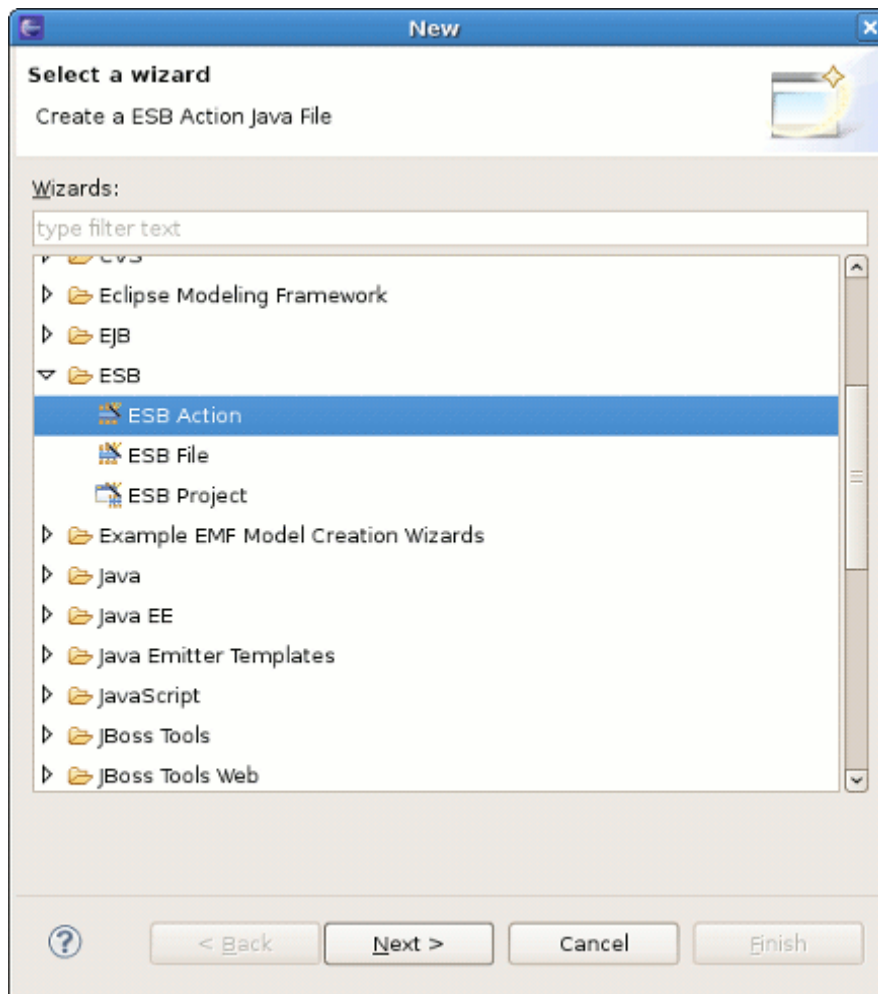 New
Select a wizard
Create a ESB Action Java File
Wizards:
type filter text
CVS
Eclipse Modeling Framework
EJB
ESB
ESB Action
ESB File
ESB Project
Example EMF Model Creation Wizards
Java
Java EE
Java Emitter Templates
JavaScript
JBoss Tools
JBoss Tools Web
< Back Next > Cancel Finish